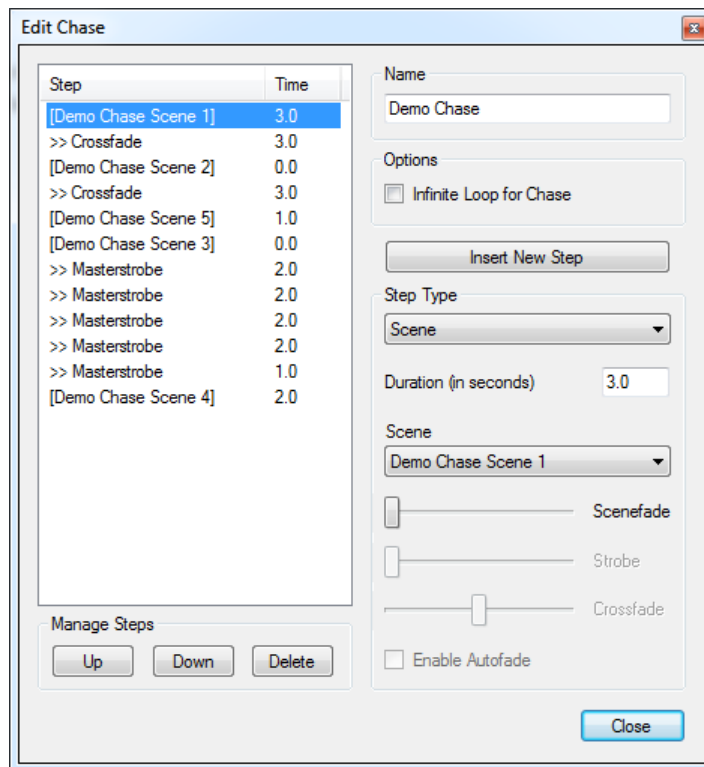 Edit Chase
Step Time
[Demo Chase Scene 1] 3.0
>> Crossfade 3.0
[Demo Chase Scene 2] 0.0
>> Crossfade 3.0
[Demo Chase Scene 5] 1.0
[Demo Chase Scene 3] 0.0
>> Masterstrobe 2.0
>> Masterstrobe 2.0
>> Masterstrobe 2.0
>> Masterstrobe 2.0
>> Masterstrobe 1.0
[Demo Chase Scene 4] 2.0
Manage Steps
Up Down Delete
Name
Demo Chase
Options
Infinite Loop for Chase
Insert New Step
Step Type
Scene
Duration (in seconds) 3.0
Scene
Demo Chase Scene 1
Scenefade
Strobe
Crossfade
Enable Autofade
Close